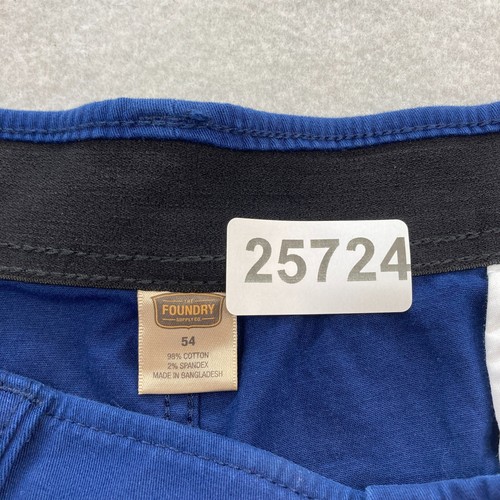 25724
THE
FOUNDRY
SUPPLY CO.
54
98% COTTON
2% SPANDEX
MADE IN BANGLADESH